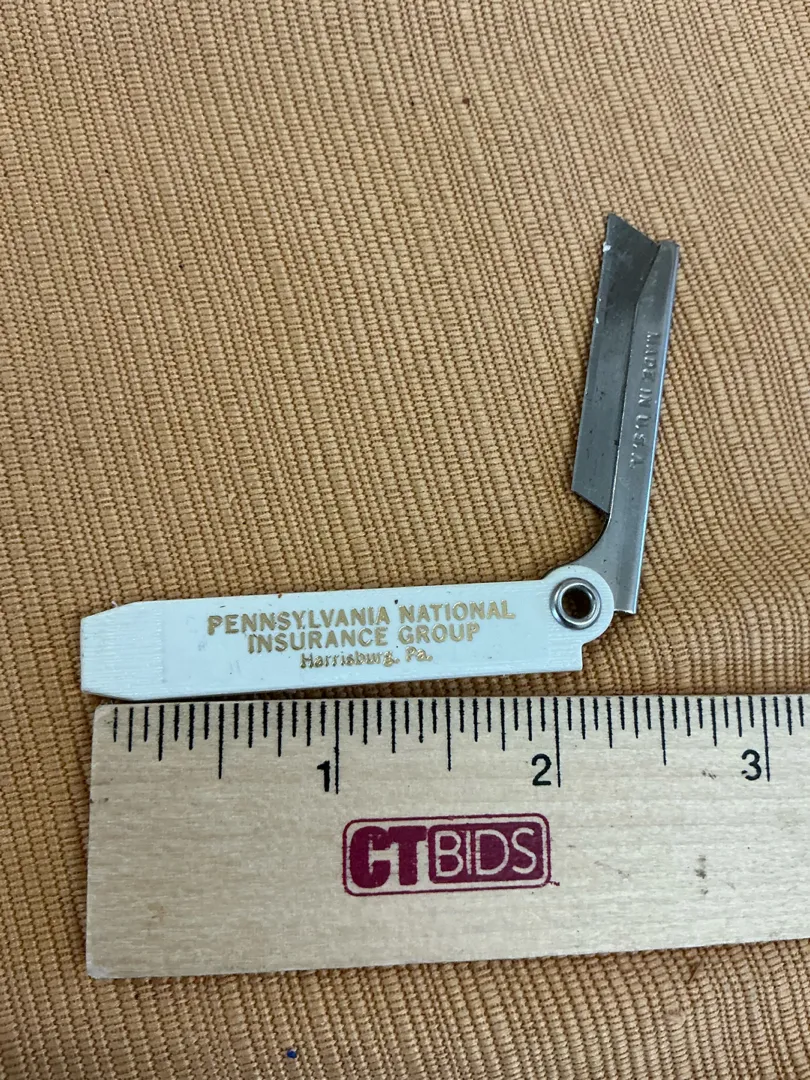 MADE IN U.S.A.
PENNSYLVANIA NATIONAL
INSURANCE GROUP
Harrisburg, Pa.
1 2 3
CTBIDS